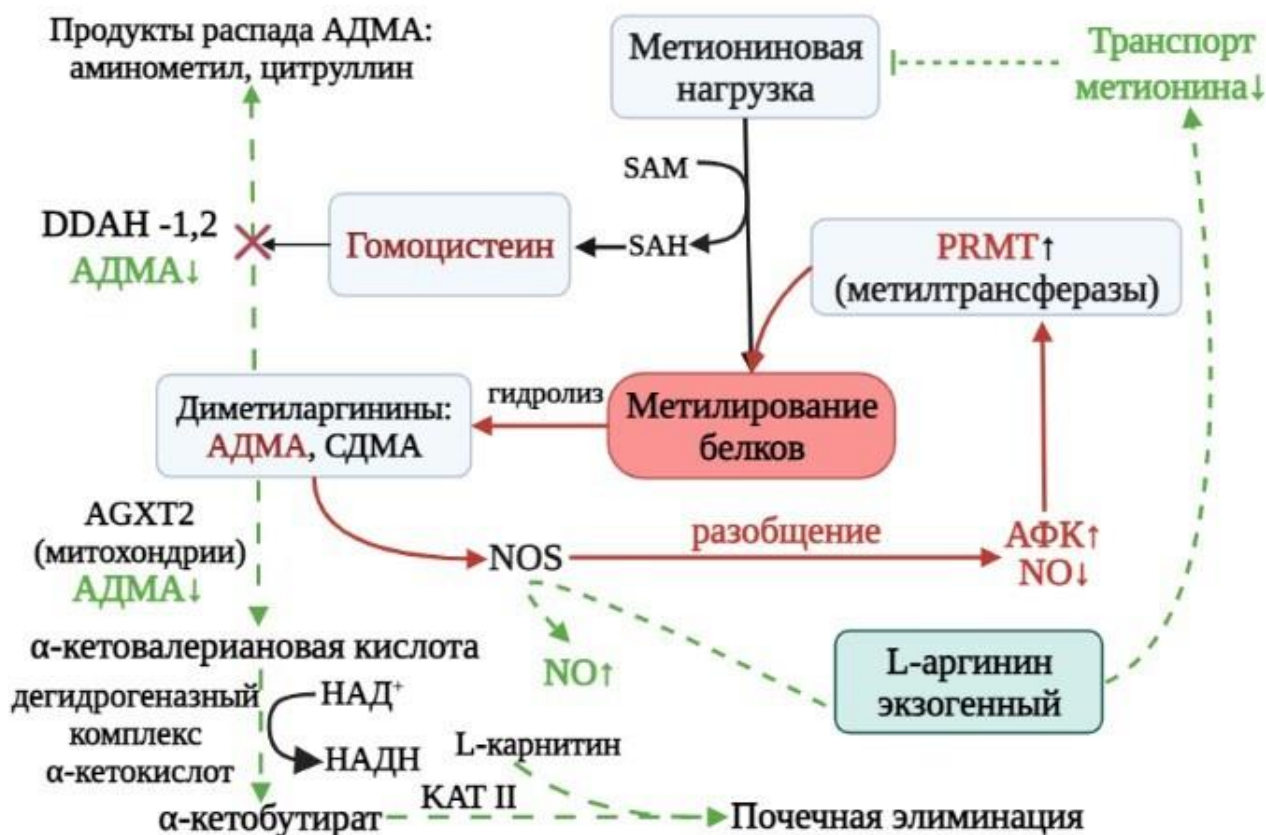 Продукты распада АДМА:
аминометил, цитруллин
Метиониновая
нагрузка
Транспорт
метионина↓
SAM
DDAH -1,2
АДМА↓
Гомоцистеин
SAH
PRMT↑
(метилтрансферазы)
Диметиларгинины:
АДМА, СДМА
гидролиз
Метилирование
белков
AGXT2
(митохондрии)
АДМА↓
NOS
разобщение
АФК↑
NO↓
α-кетовалериановая кислота
NO↑
L-аргинин
экзогенный
дегидрогеназный
комплекс
α-кетокислот
НАД⁺
НАДН
L-карнитин
α-кетобутират
KAT II
Почечная элиминация